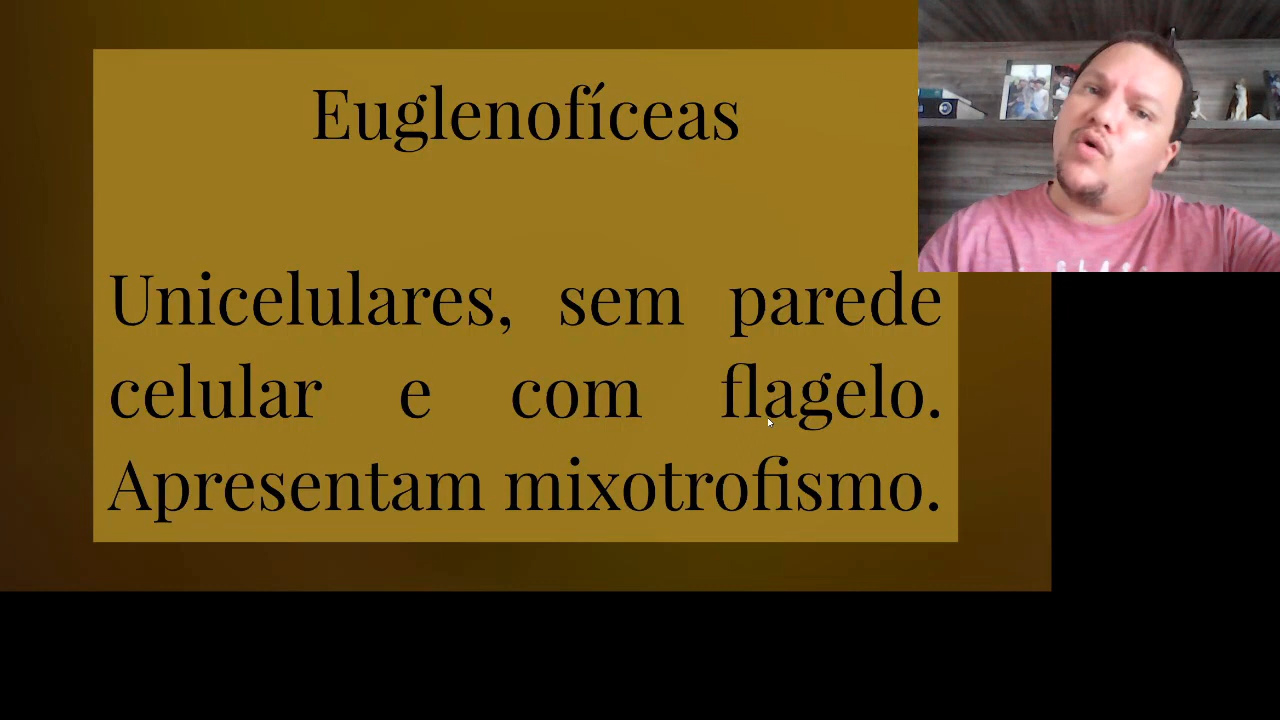 Euglenofíceas
Unicelulares, sem parede
celular e com flagelo.
Apresentam mixotrofismo.